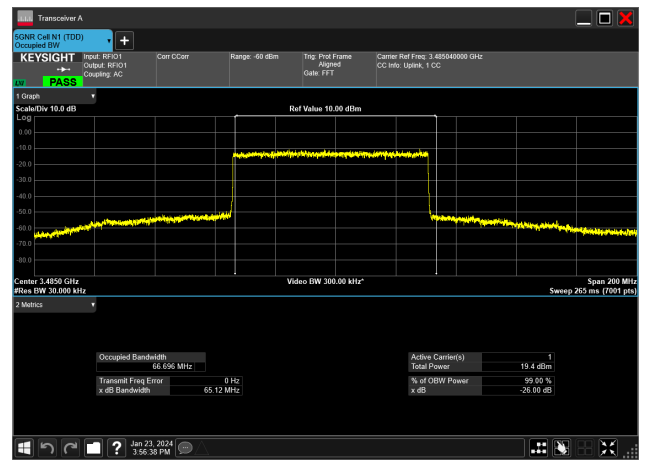 Transceiver A
5GNR Cell N1 (TDD)
Occupied BW
KEYSIGHT
LXI
PASS
Input: RFIO1
Output: RFIO1
Coupling: AC
Corr CCorr
Range: -60 dBm
Trig: Prot Frame
Aligned
Gate: FFT
Carrier Ref Freq: 3.485040000 GHz
CC Info: Uplink, 1 CC
1 Graph
Scale/Div 10.0 dB
Ref Value 10.00 dBm
Log
0.00
-10.0
-20.0
-30.0
-40.0
-50.0
-60.0
-70.0
-80.0
Center 3.4850 GHz
Video BW 300.00 kHz*
Span 200 MHz
#Res BW 30.000 kHz
Sweep 265 ms (7001 pts)
2 Metrics
Occupied Bandwidth
66.696 MHz
Active Carrier(s) 1
Total Power 19.4 dBm
Transmit Freq Error 0 Hz
x dB Bandwidth 65.12 MHz
% of OBW Power 99.00 %
x dB -26.00 dB
?
Jan 23, 2024
3:56:38 PM